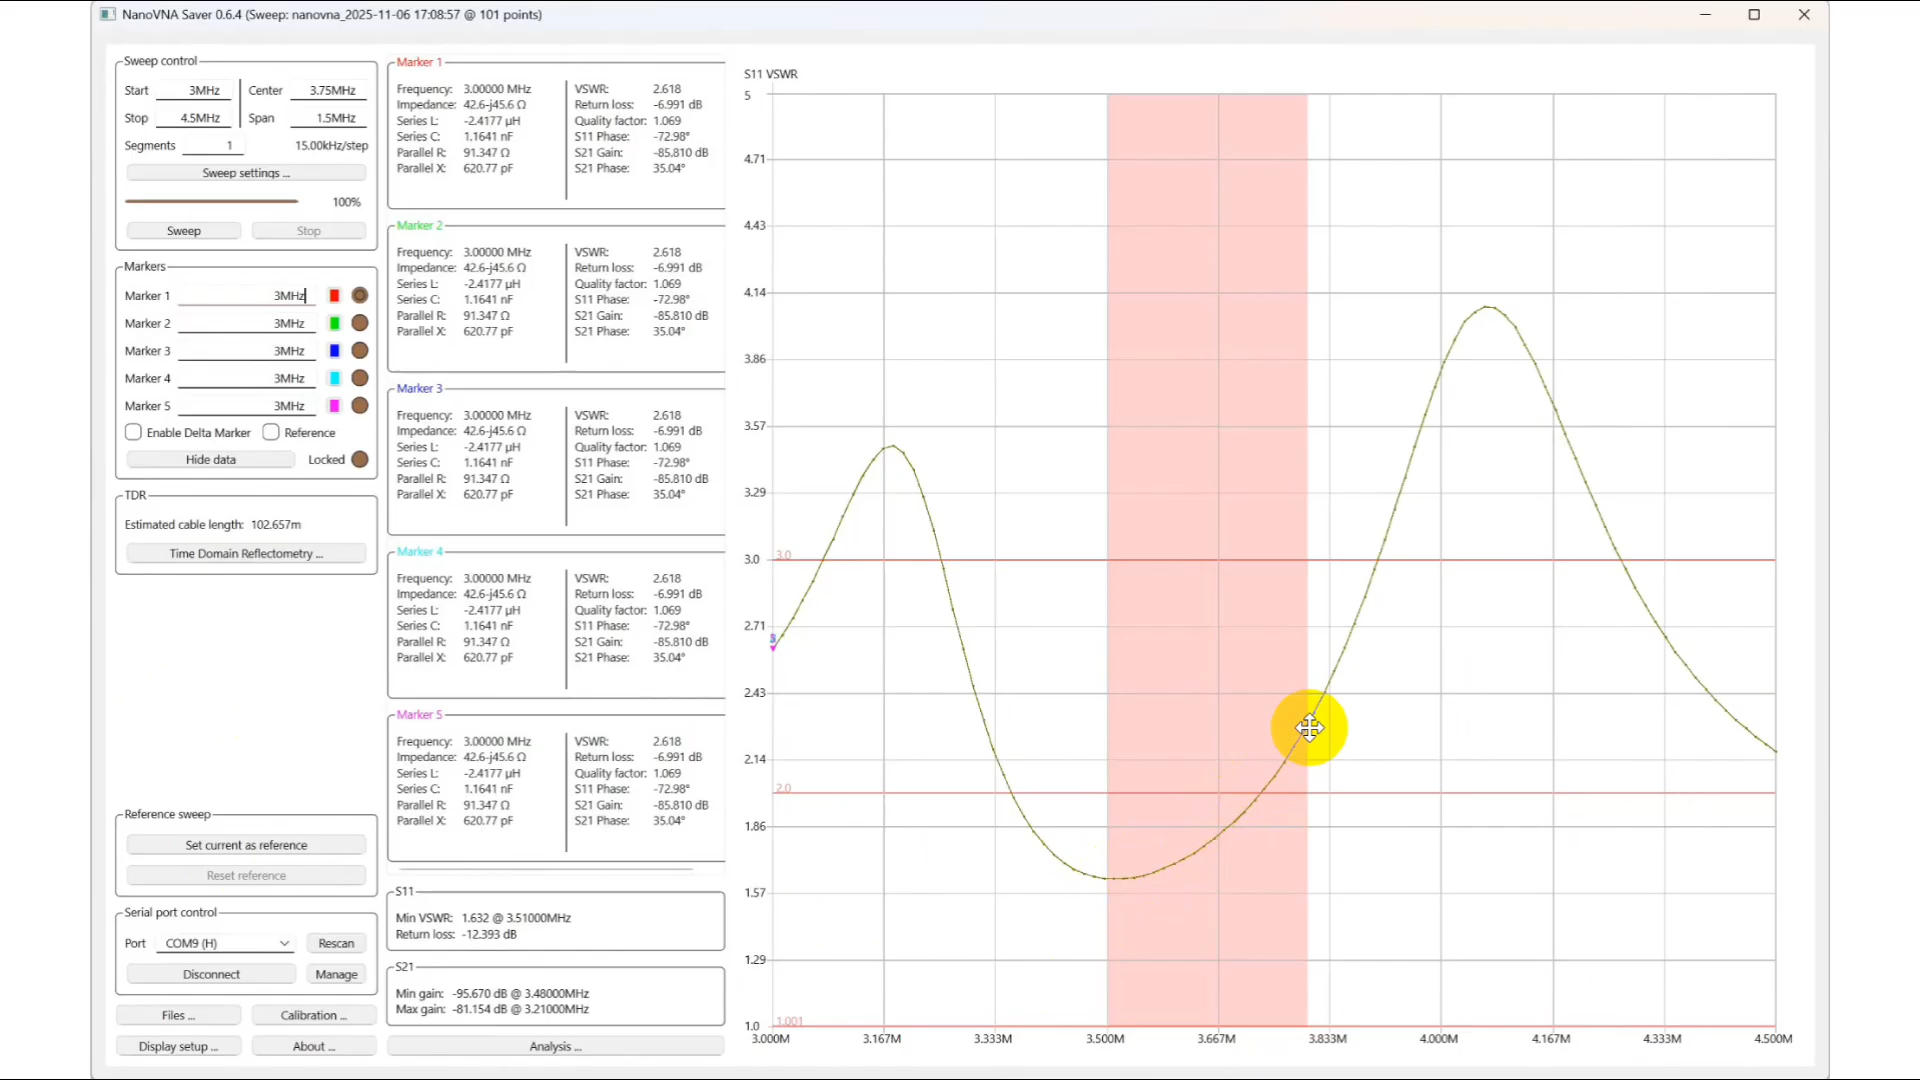 NanoVNA Saver 0.6.4 (Sweep: nanovna_2025-11-06 17:08:57 @ 101 points)
Sweep control
Start 3MHz Center 3.75MHz
Stop 4.5MHz Span 1.5MHz
Segments 1 15.00kHz/step
Sweep settings ...
100%
Sweep Stop
Markers
Marker 1 3MHz
Marker 2 3MHz
Marker 3 3MHz
Marker 4 3MHz
Marker 5 3MHz
Enable Delta Marker Reference
Hide data Locked
TDR
Estimated cable length: 102.657m
Time Domain Reflectometry ...
Reference sweep
Set current as reference
Reset reference
Serial port control
Port COM9 (H) Rescan
Disconnect Manage
Files ... Calibration ...
Display setup ... About ...
Marker 1
Frequency: 3.00000 MHz VSWR: 2.618
Impedance: 42.6-j45.6 Ω Return loss: -6.991 dB
Series L: -2.4177 μH Quality factor: 1.069
Series C: 1.1641 nF S11 Phase: -72.98°
Parallel R: 91.347 Ω S21 Gain: -85.810 dB
Parallel X: 620.77 pF S21 Phase: 35.04°
Marker 2
Frequency: 3.00000 MHz VSWR: 2.618
Impedance: 42.6-j45.6 Ω Return loss: -6.991 dB
Series L: -2.4177 μH Quality factor: 1.069
Series C: 1.1641 nF S11 Phase: -72.98°
Parallel R: 91.347 Ω S21 Gain: -85.810 dB
Parallel X: 620.77 pF S21 Phase: 35.04°
Marker 3
Frequency: 3.00000 MHz VSWR: 2.618
Impedance: 42.6-j45.6 Ω Return loss: -6.991 dB
Series L: -2.4177 μH Quality factor: 1.069
Series C: 1.1641 nF S11 Phase: -72.98°
Parallel R: 91.347 Ω S21 Gain: -85.810 dB
Parallel X: 620.77 pF S21 Phase: 35.04°
Marker 4
Frequency: 3.00000 MHz VSWR: 2.618
Impedance: 42.6-j45.6 Ω Return loss: -6.991 dB
Series L: -2.4177 μH Quality factor: 1.069
Series C: 1.1641 nF S11 Phase: -72.98°
Parallel R: 91.347 Ω S21 Gain: -85.810 dB
Parallel X: 620.77 pF S21 Phase: 35.04°
Marker 5
Frequency: 3.00000 MHz VSWR: 2.618
Impedance: 42.6-j45.6 Ω Return loss: -6.991 dB
Series L: -2.4177 μH Quality factor: 1.069
Series C: 1.1641 nF S11 Phase: -72.98°
Parallel R: 91.347 Ω S21 Gain: -85.810 dB
Parallel X: 620.77 pF S21 Phase: 35.04°
S11
Min VSWR: 1.632 @ 3.51000MHz
Return loss: -12.393 dB
S21
Min gain: -95.670 dB @ 3.48000MHz
Max gain: -81.154 dB @ 3.21000MHz
Analysis ...
S11 VSWR
5
4.71
4.43
4.14
3.86
3.57
3.29
3.0 3.0
2.71
2.43
2.14
2.0
1.86
1.57
1.29
1.0 1.001
3.000M 3.167M 3.333M 3.500M 3.667M 3.833M 4.000M 4.167M 4.333M 4.500M